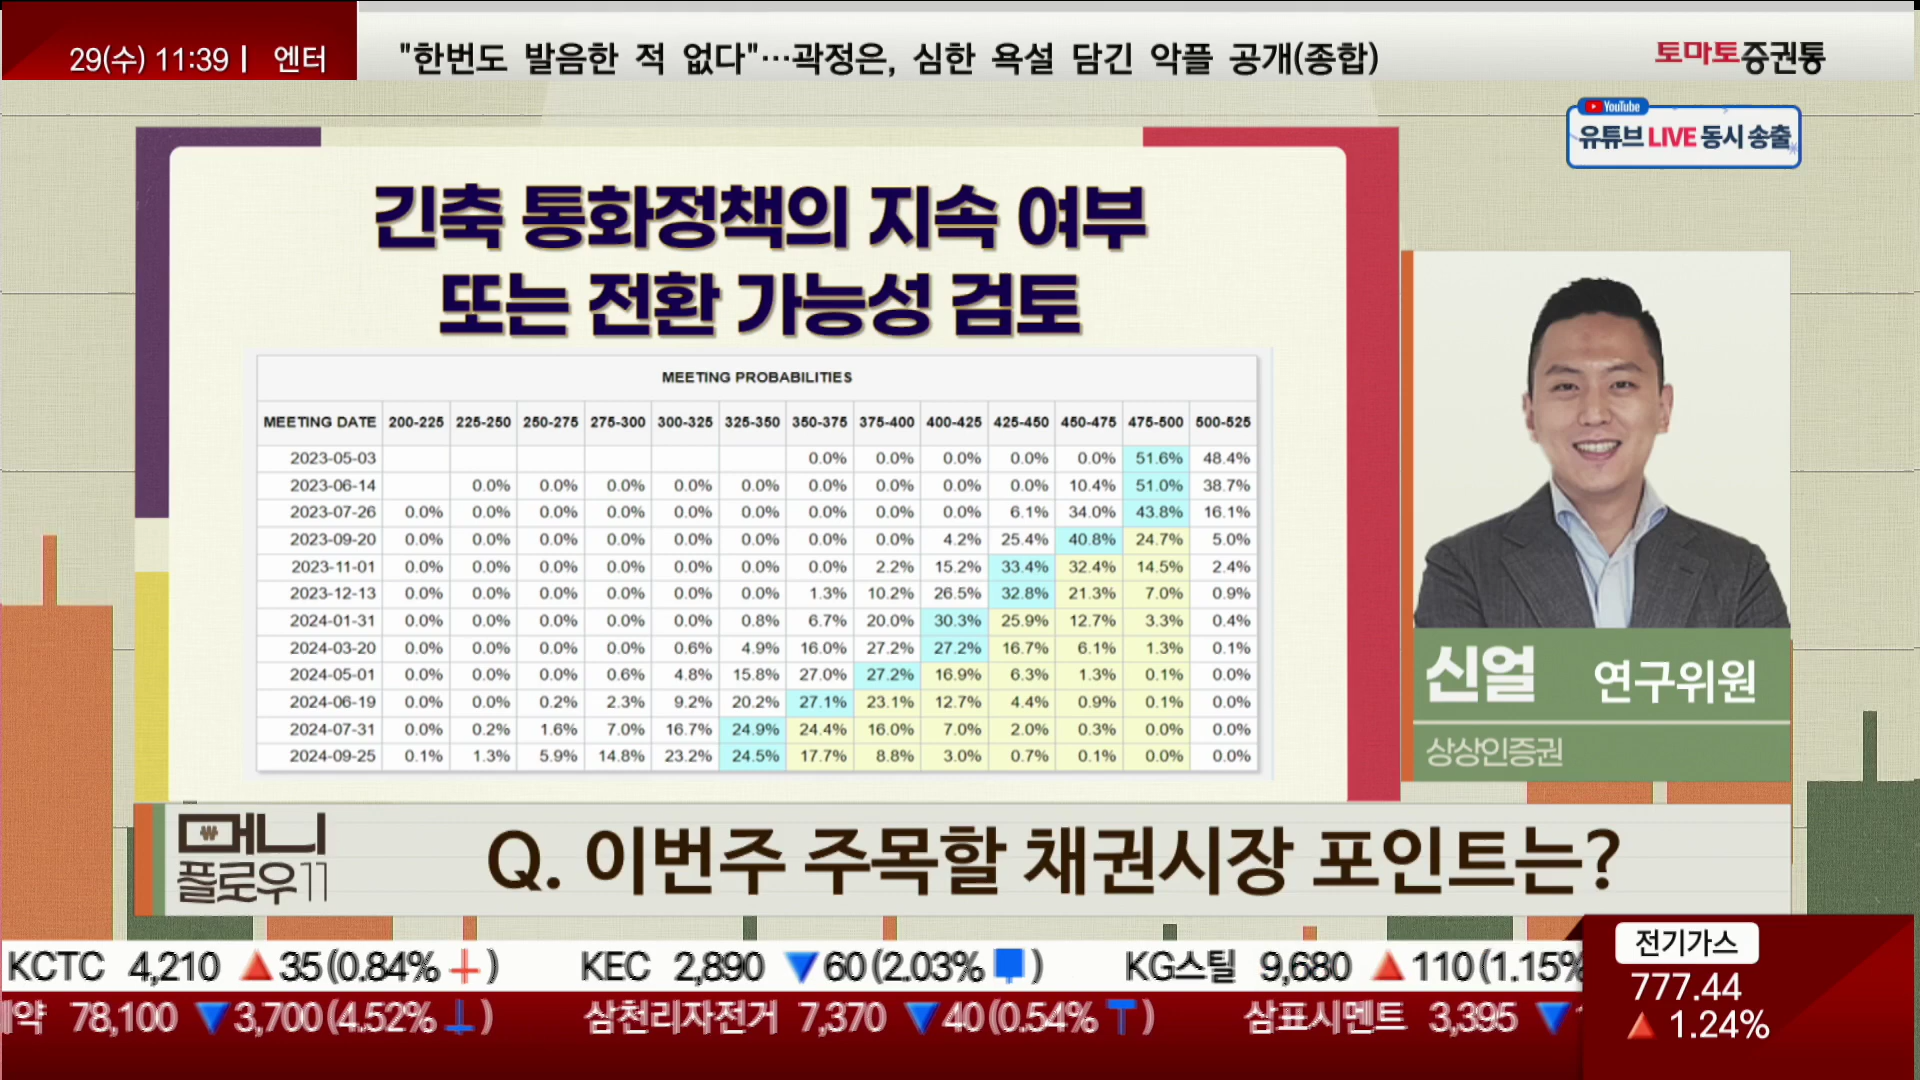 29(수) 11:39 | 엔터
"한번도 발음한 적 없다"…곽정은, 심한 욕설 담긴 악플 공개(종합)
토마토증권통
YouTube
유튜브 LIVE 동시 송출
긴축 통화정책의 지속 여부
또는 전환 가능성 검토
MEETING PROBABILITIES
MEETING DATE 200-225 225-250 250-275 275-300 300-325 325-350 350-375 375-400 400-425 425-450 450-475 475-500 500-525
2023-05-03 0.0% 0.0% 0.0% 0.0% 0.0% 51.6% 48.4%
2023-06-14 0.0% 0.0% 0.0% 0.0% 0.0% 0.0% 0.0% 0.0% 0.0% 10.4% 51.0% 38.7%
2023-07-26 0.0% 0.0% 0.0% 0.0% 0.0% 0.0% 0.0% 0.0% 0.0% 6.1% 34.0% 43.8% 16.1%
2023-09-20 0.0% 0.0% 0.0% 0.0% 0.0% 0.0% 0.0% 0.0% 4.2% 25.4% 40.8% 24.7% 5.0%
2023-11-01 0.0% 0.0% 0.0% 0.0% 0.0% 0.0% 0.0% 2.2% 15.2% 33.4% 32.4% 14.5% 2.4%
2023-12-13 0.0% 0.0% 0.0% 0.0% 0.0% 0.0% 1.3% 10.2% 26.5% 32.8% 21.3% 7.0% 0.9%
2024-01-31 0.0% 0.0% 0.0% 0.0% 0.0% 0.8% 6.7% 20.0% 30.3% 25.9% 12.7% 3.3% 0.4%
2024-03-20 0.0% 0.0% 0.0% 0.0% 0.6% 4.9% 16.0% 27.2% 27.2% 16.7% 6.1% 1.3% 0.1%
2024-05-01 0.0% 0.0% 0.0% 0.6% 4.8% 15.8% 27.0% 27.2% 16.9% 6.3% 1.3% 0.1% 0.0%
2024-06-19 0.0% 0.0% 0.2% 2.3% 9.2% 20.2% 27.1% 23.1% 12.7% 4.4% 0.9% 0.1% 0.0%
2024-07-31 0.0% 0.2% 1.6% 7.0% 16.7% 24.9% 24.4% 16.0% 7.0% 2.0% 0.3% 0.0% 0.0%
2024-09-25 0.1% 1.3% 5.9% 14.8% 23.2% 24.5% 17.7% 8.8% 3.0% 0.7% 0.1% 0.0% 0.0%
신얼 연구위원
상상인증권
머니
플로우11
Q. 이번주 주목할 채권시장 포인트는?
KCTC 4,210 ▲35(0.84% ) KEC 2,890 ▼60(2.03% ) KG스틸 9,680 ▲110(1.15%
약 78,100 ▼3,700(4.52% ) 삼천리자전거 7,370 ▼40(0.54% ) 삼표시멘트 3,395 ▼
전기가스
777.44
▲ 1.24%